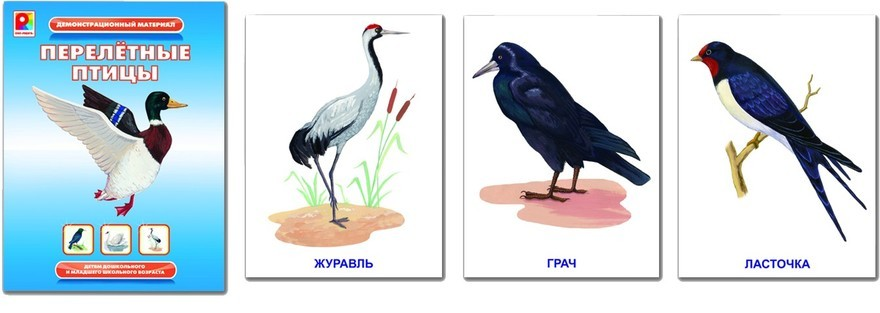 ДЕМОНСТРАЦИОННЫЙ МАТЕРИАЛ
ПЕРЕЛЁТНЫЕ
ПТИЦЫ
ДЕТЯМ ДОШКОЛЬНОГО
И МЛАДШЕГО ШКОЛЬНОГО ВОЗРАСТА
ЖУРАВЛЬ
ГРАЧ
ЛАСТОЧКА